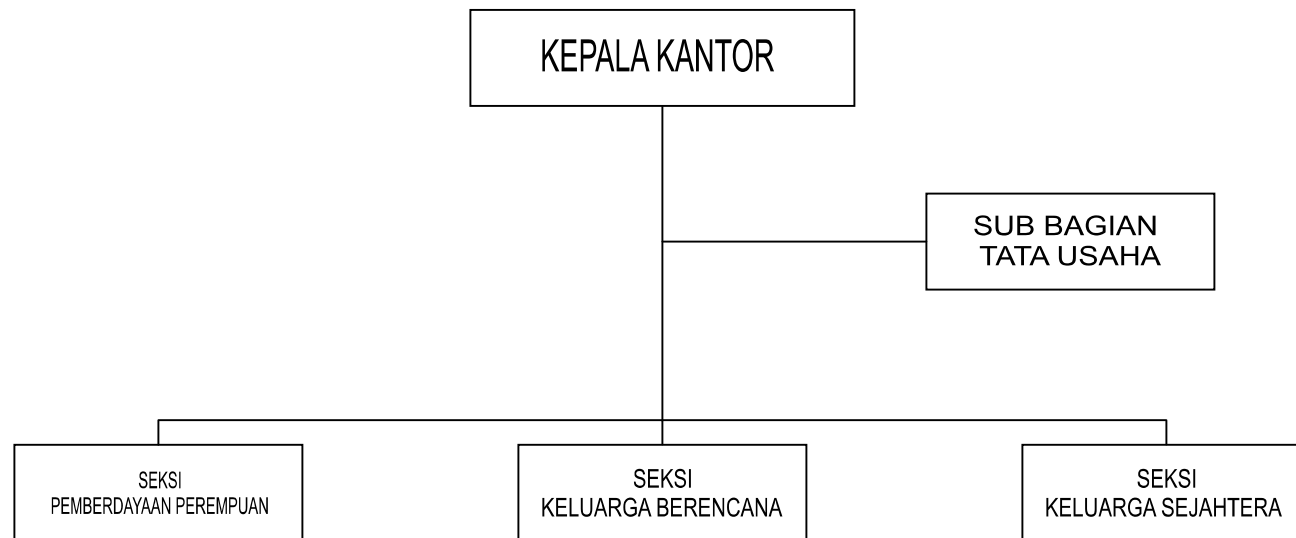 KEPALA KANTOR
SUB BAGIAN
TATA USAHA
SEKSI
PEMBERDAYAAN PEREMPUAN
SEKSI
KELUARGA BERENCANA
SEKSI
KELUARGA SEJAHTERA